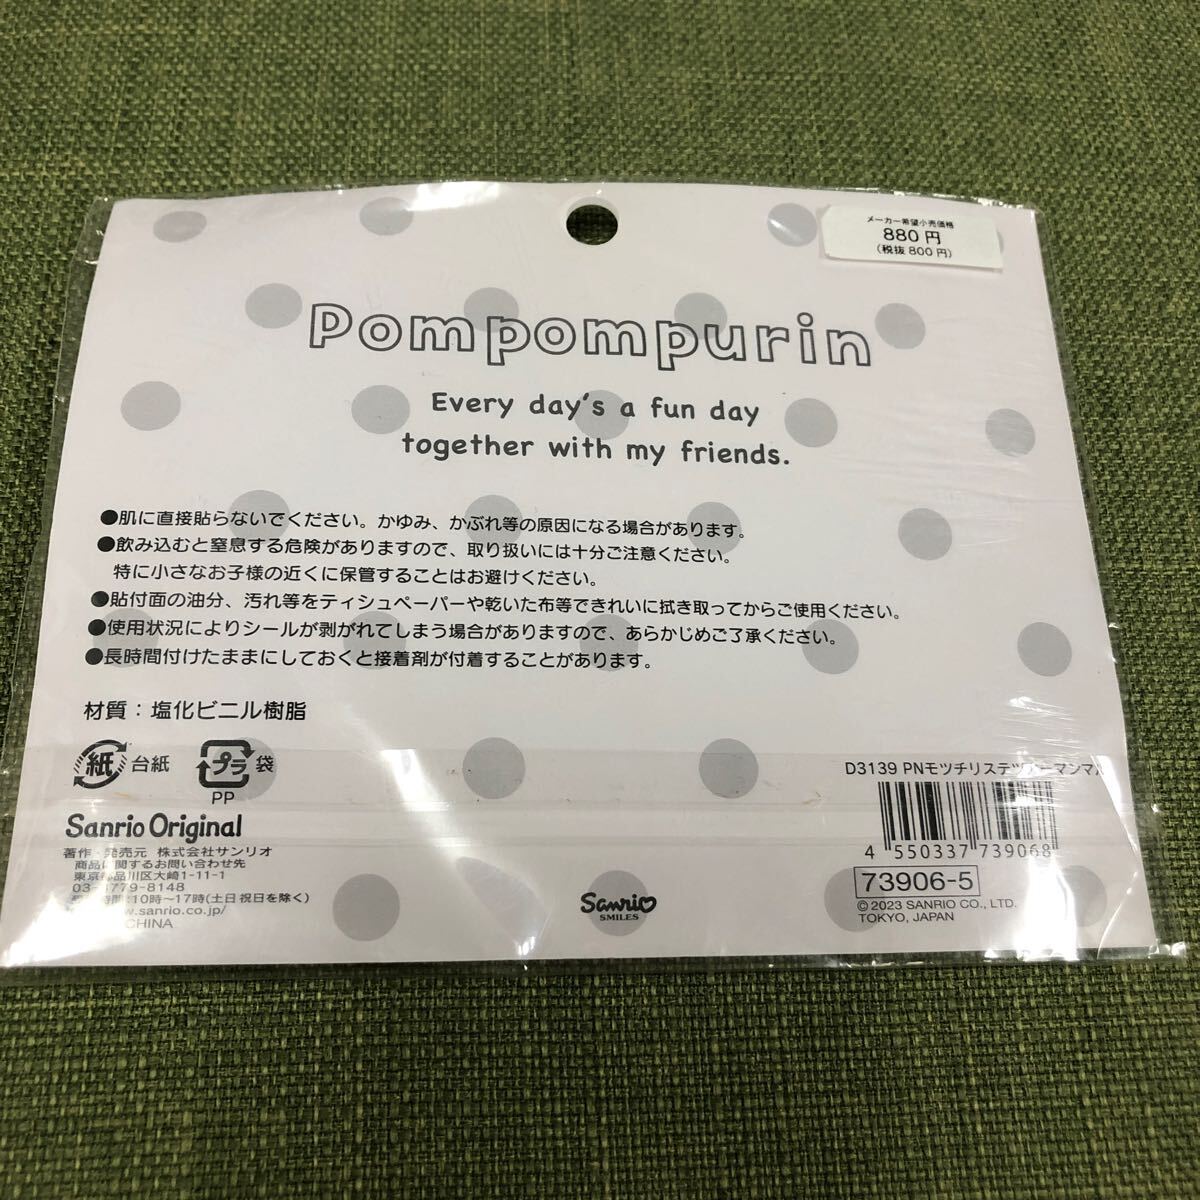 メーカー希望小売価格
880円
(税抜800円)
Pompompurin
Every day's a fun day
together with my friends.
●肌に直接貼らないでください。かゆみ、かぶれ等の原因になる場合があります。
●飲み込むと窒息する危険がありますので、取り扱いには十分ご注意ください。
特に小さなお子様の近くに保管することはお避けください。
●貼付面の油分、汚れ等をティシュペーパーや乾いた布等できれいに拭き取ってからご使用ください。
●使用状況によりシールが剥がれてしまう場合がありますので、あらかじめご了承ください。
●長時間付けたままにしておくと接着剤が付着することがあります。
材質：塩化ビニル樹脂
紙 台紙 プラ 袋
PP
D3139 PNモツチリステツ
4 550337 739068
73906-5
© 2023 SANRIO CO., LTD.
TOKYO, JAPAN
Sanrio Original
著作・発売元 株式会社サンリオ
商品に関するお問い合わせ先
東京都品川区大崎1-11-1
03-3779-8148
時間:10時〜17時(土日祝日を除く)
w.sanrio.co.jp/
CHINA
Sanrio
SMILES